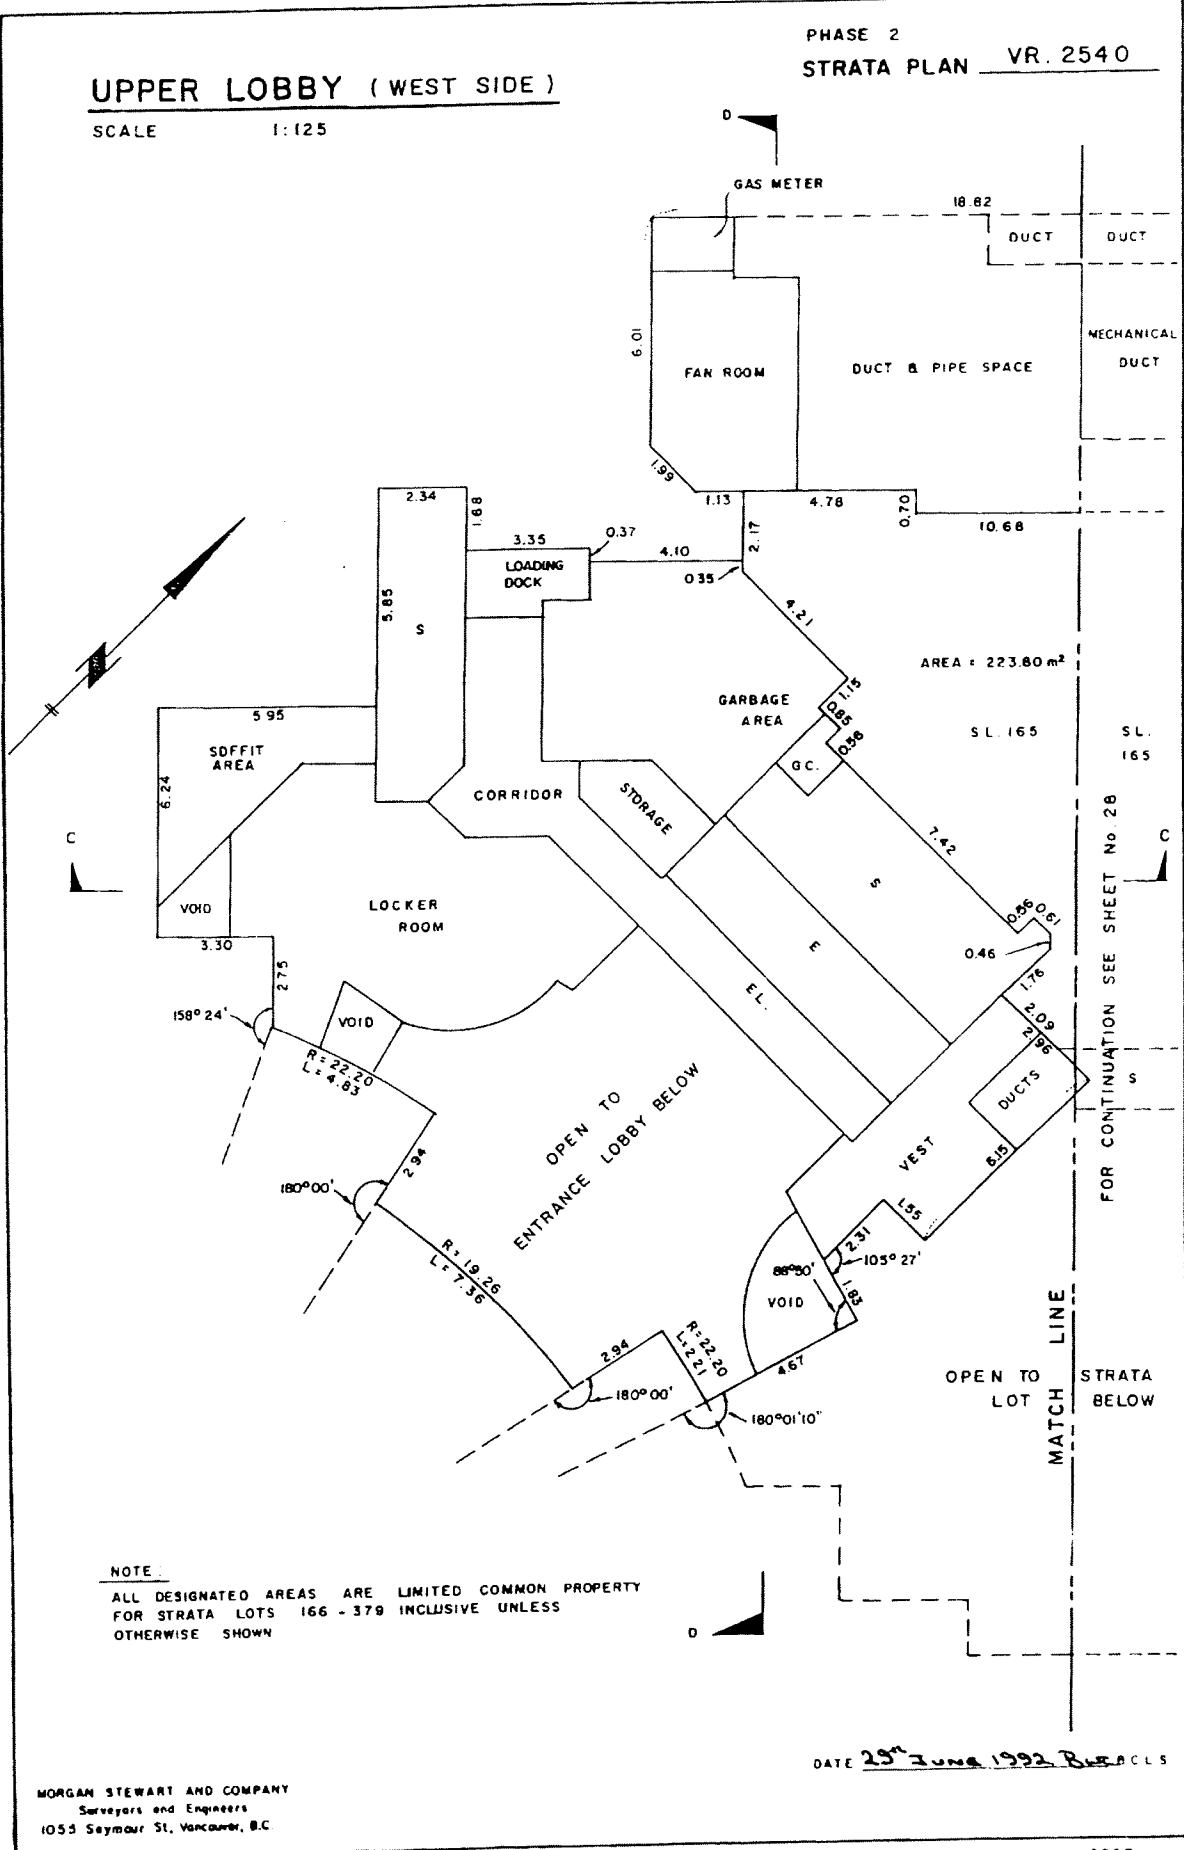 PHASE 2
STRATA PLAN VR. 2540
UPPER LOBBY (WEST SIDE)
SCALE 1:125
D
GAS METER
18.82
DUCT
DUCT
6.01
MECHANICAL
DUCT
FAN ROOM
DUCT & PIPE SPACE
1.99
1.13
4.78
0.70
10.68
2.34
1.68
2.17
3.35
0.37
4.10
LOADING
DOCK
0.35
5.85
S
4.21
AREA = 223.80 m²
1.15
GARBAGE
AREA
0.85
0.58
5.95
SOFFIT
AREA
S.L. 165
S.L.
165
G.C.
6.24
CORRIDOR
STORAGE
7.42
C
C
S
VOID
LOCKER
ROOM
3.30
0.56
0.61
E
0.46
2.75
1.76
EL.
158° 24'
VOID
2.09
2.96
R = 22.20
L = 4.83
DUCTS
S
FOR CONTINUATION SEE SHEET No. 28
OPEN TO
ENTRANCE LOBBY BELOW
VEST
6.15
2.94
180° 00'
1.55
2.31
R = 19.26
L = 7.36
105° 27'
88° 50'
1.83
VOID
R = 22.20
L = 2.21
2.94
4.67
180° 00'
180° 01' 10"
MATCH LINE
OPEN TO STRATA
LOT BELOW
NOTE:
ALL DESIGNATED AREAS ARE LIMITED COMMON PROPERTY
FOR STRATA LOTS 166 - 379 INCLUSIVE UNLESS
OTHERWISE SHOWN
D
DATE 29th June 1992 BCLS
MORGAN STEWART AND COMPANY
Surveyors and Engineers
1055 Seymour St, Vancouver, B.C.